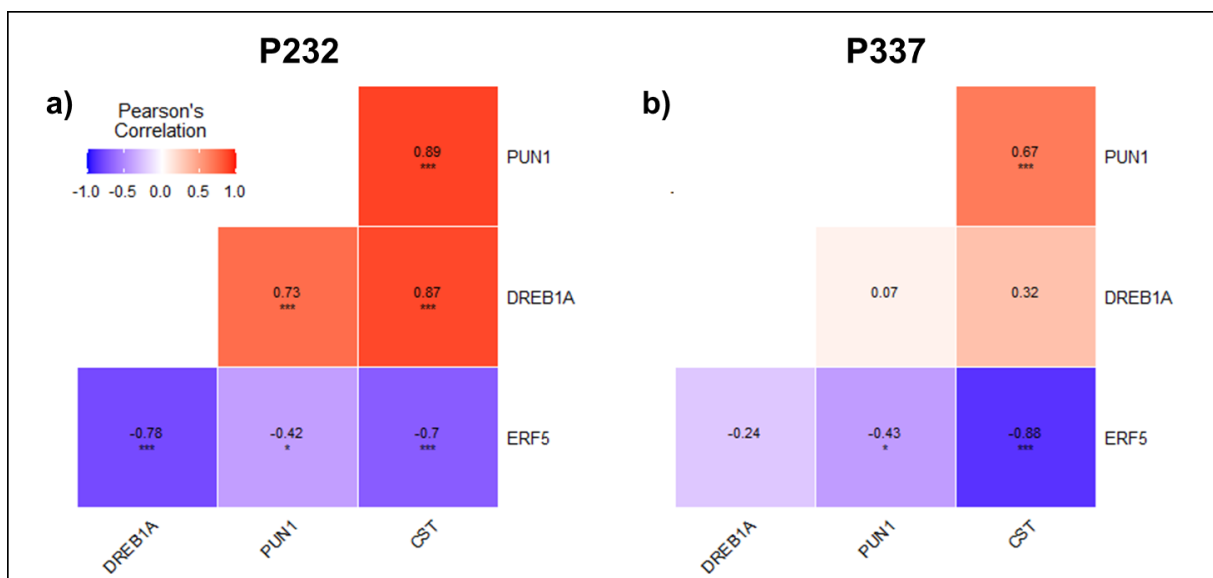 P232
P337
a)
Pearson's
Correlation
-1.0 -0.5 0.0 0.5 1.0
0.89
***
PUN1
0.73
***
0.87
***
DREB1A
-0.78
***
-0.42
*
-0.7
***
ERF5
DREB1A
PUN1
CST
b)
0.67
***
PUN1
0.07
0.32
DREB1A
-0.24
-0.43
*
-0.88
***
ERF5
DREB1A
PUN1
CST